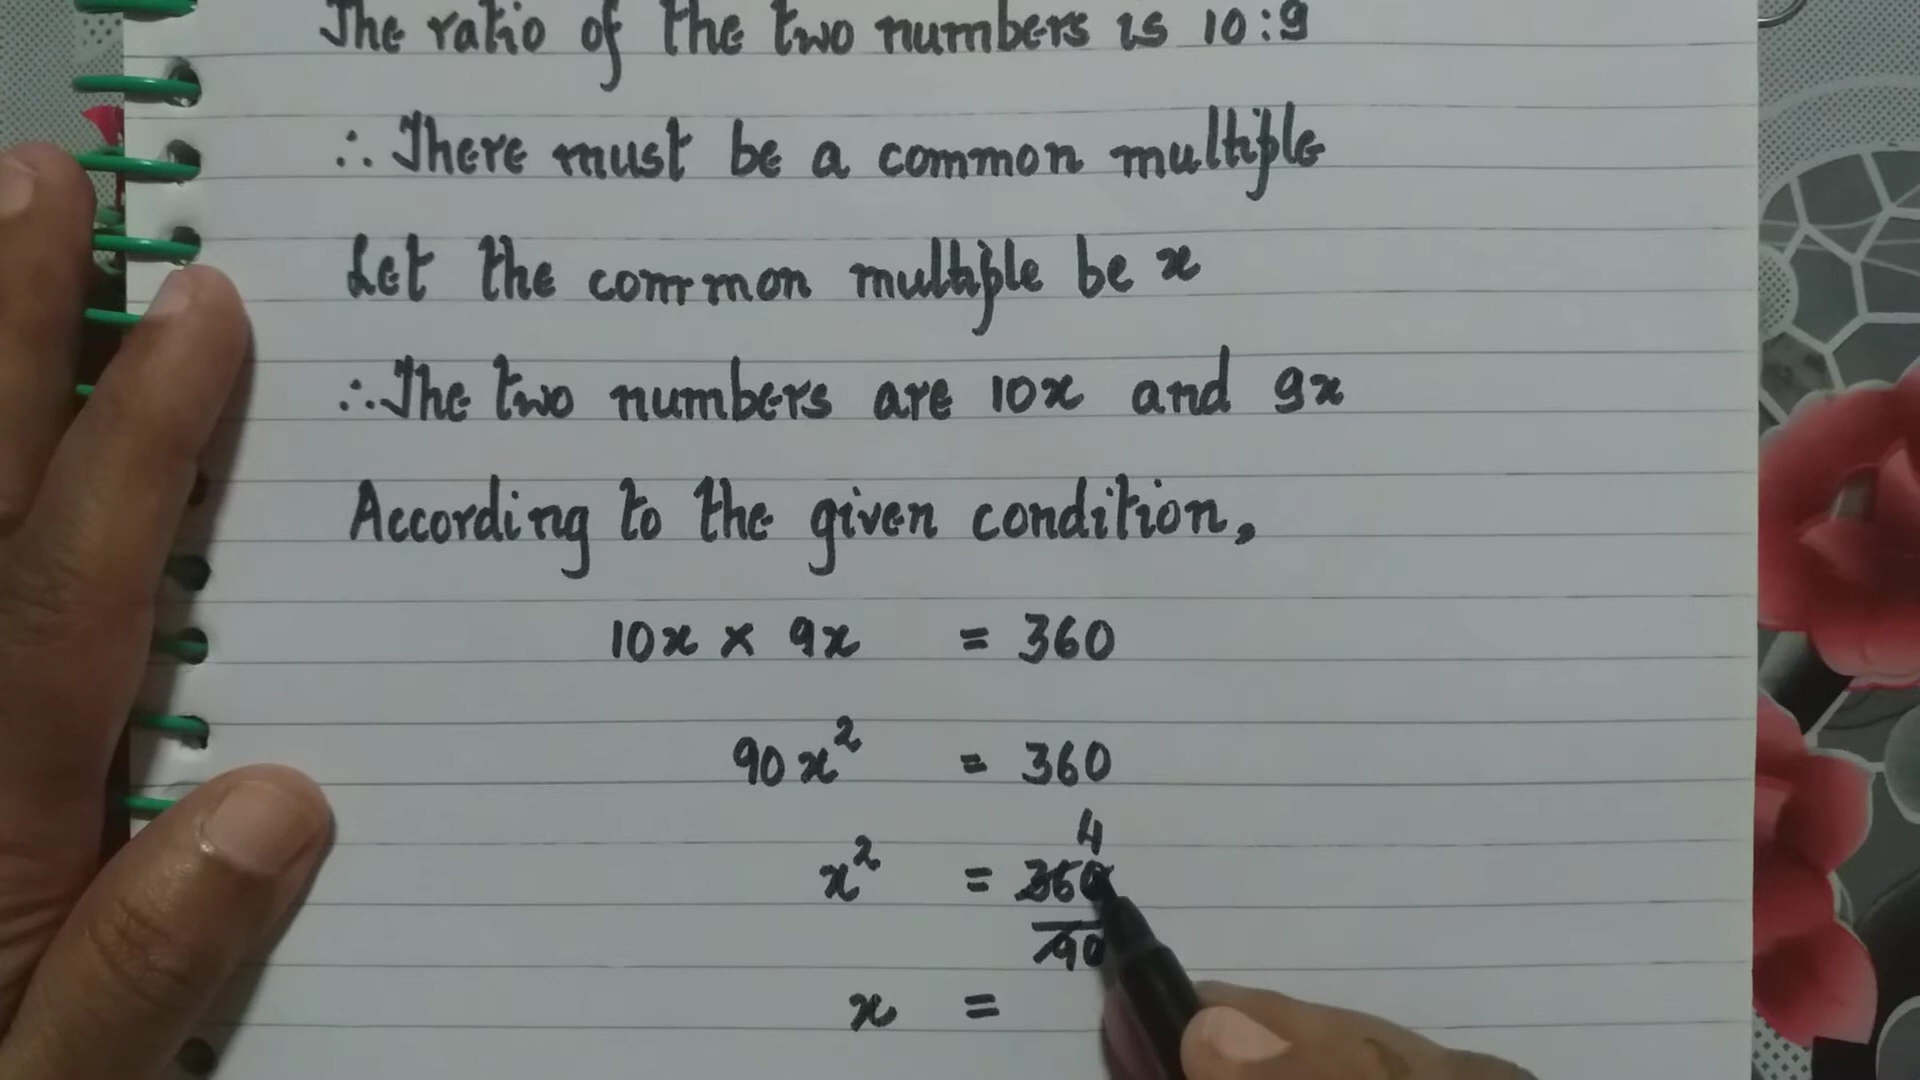 The ratio of the two numbers is 10:9
∴ There must be a common multiple
Let the common multiple be x
∴ The two numbers are 10x and 9x
According to the given condition,
10x × 9x = 360
90x² = 360
4
x² = 360
90
x =